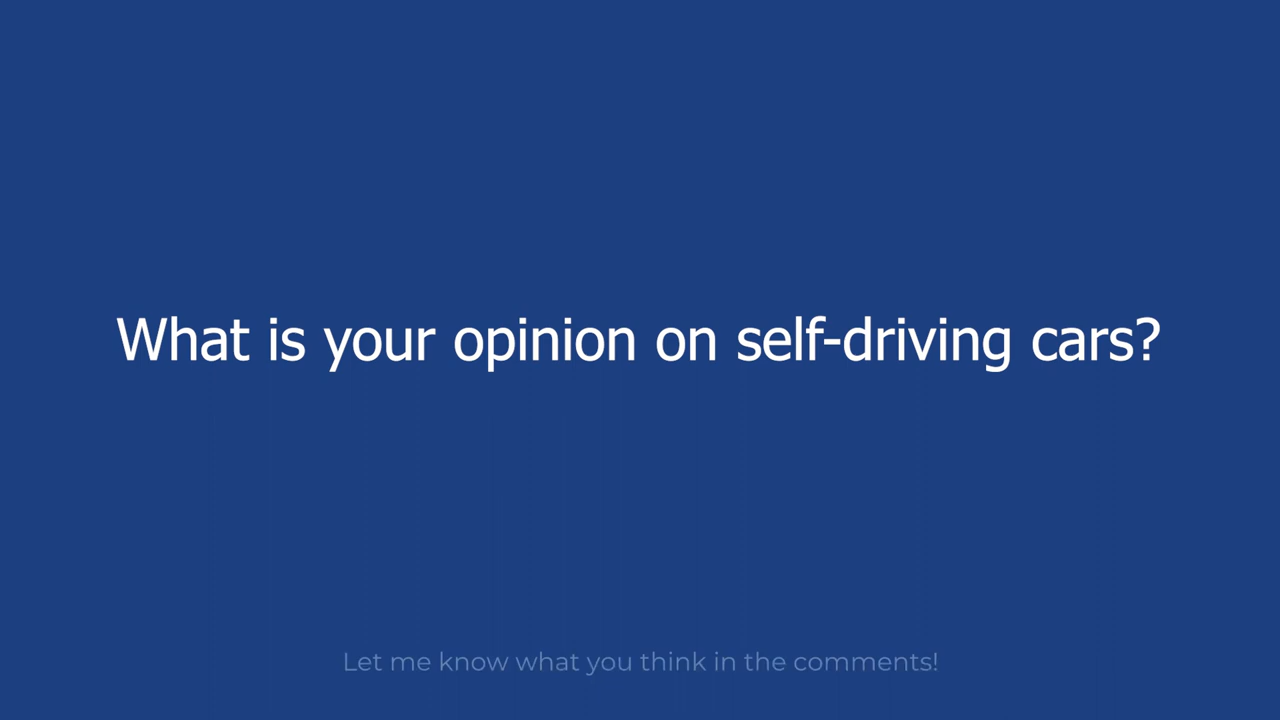 What is your opinion on self-driving cars?
Let me know what you think in the comments!